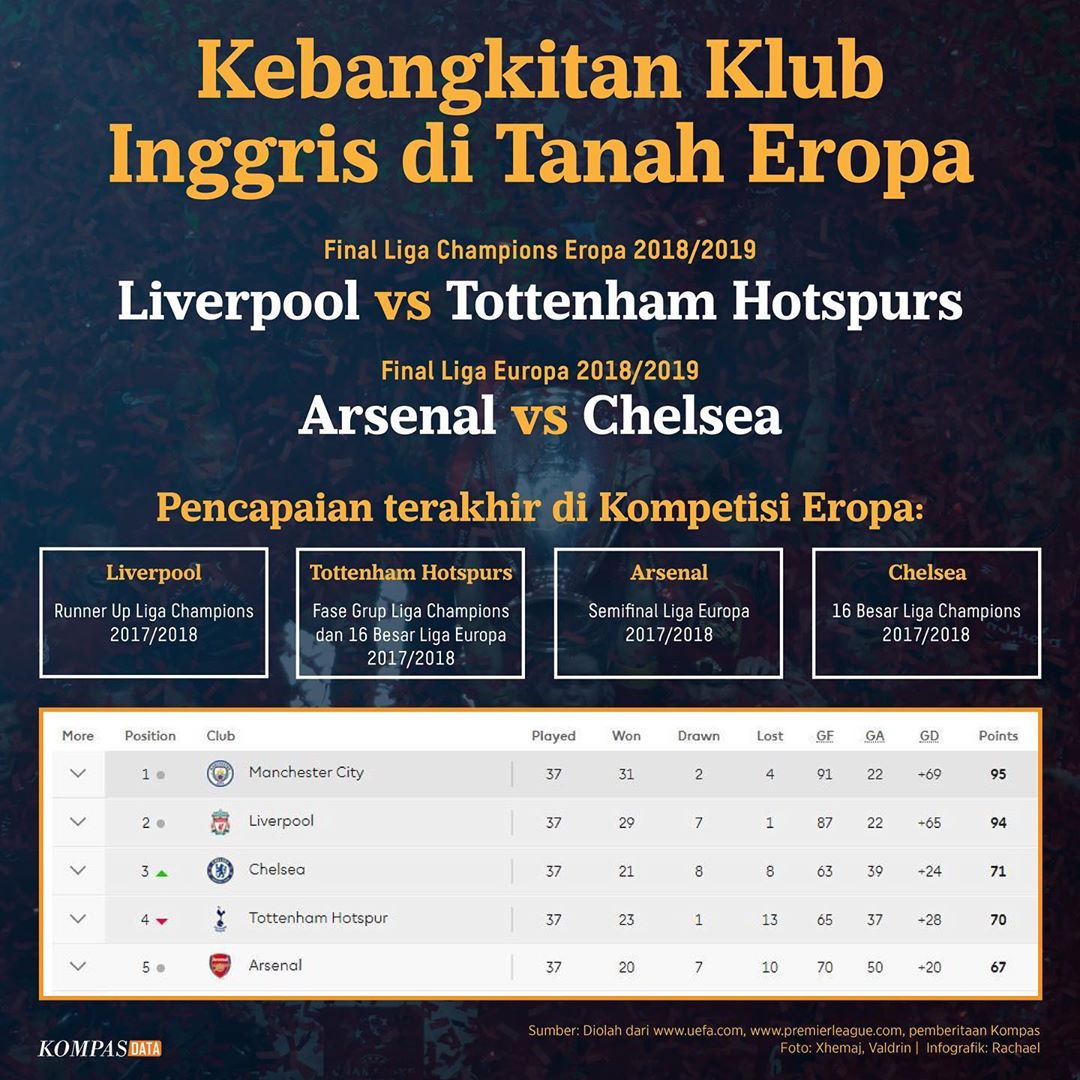 Kebangkitan Klub
Inggris di Tanah Eropa
Final Liga Champions Eropa 2018/2019
Liverpool vs Tottenham Hotspurs
Final Liga Europa 2018/2019
Arsenal vs Chelsea
Pencapaian terakhir di Kompetisi Eropa:
Liverpool
Runner Up Liga Champions
2017/2018
Tottenham Hotspurs
Fase Grup Liga Champions
dan 16 Besar Liga Europa
2017/2018
Arsenal
Semifinal Liga Europa
2017/2018
Chelsea
16 Besar Liga Champions
2017/2018
More Position Club Played Won Drawn Lost GF GA GD Points
1 Manchester City 37 31 2 4 91 22 +69 95
2 Liverpool 37 29 7 1 87 22 +65 94
3 Chelsea 37 21 8 8 63 39 +24 71
4 Tottenham Hotspur 37 23 1 13 65 37 +28 70
5 Arsenal 37 20 7 10 70 50 +20 67
Sumber: Diolah dari www.uefa.com, www.premierleague.com, pemberitaan Kompas
Foto: Xhemaj, Valdrin | Infografik: Rachael
KOMPAS DATA